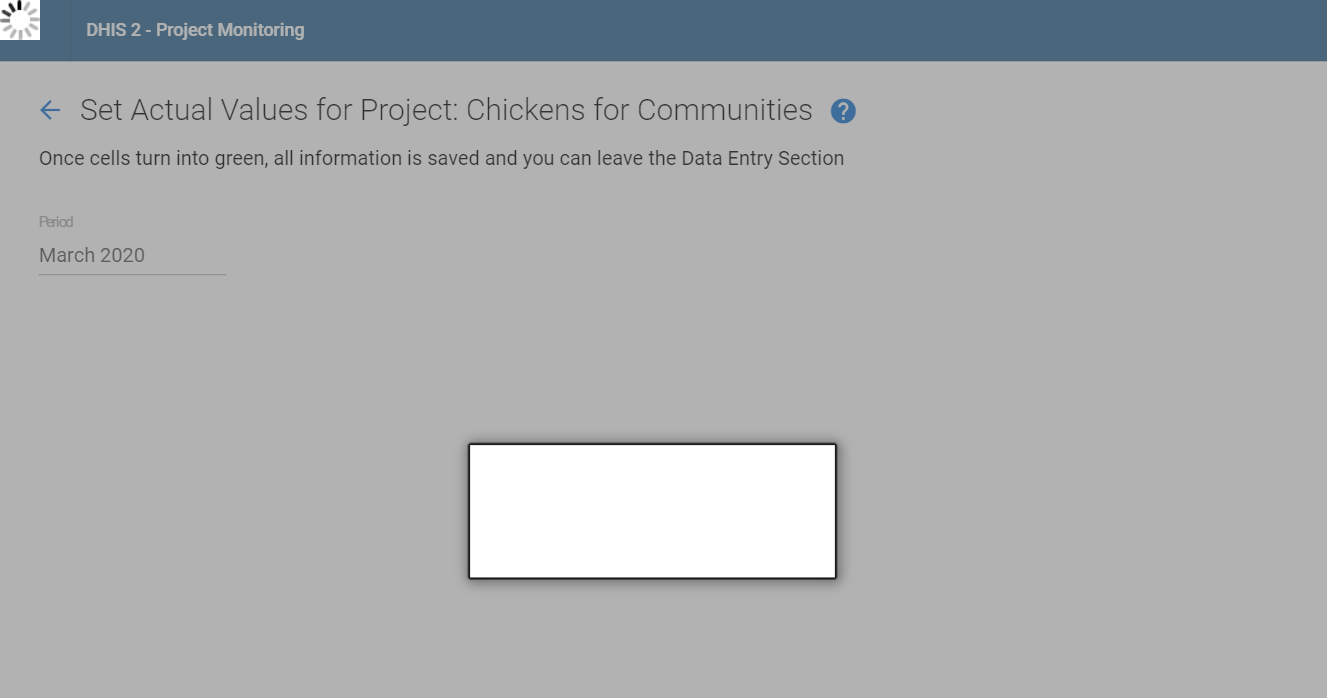 DHIS 2 - Project Monitoring
Set Actual Values for Project: Chickens for Communities ?
Once cells turn into green, all information is saved and you can leave the Data Entry Section
Period
March 2020